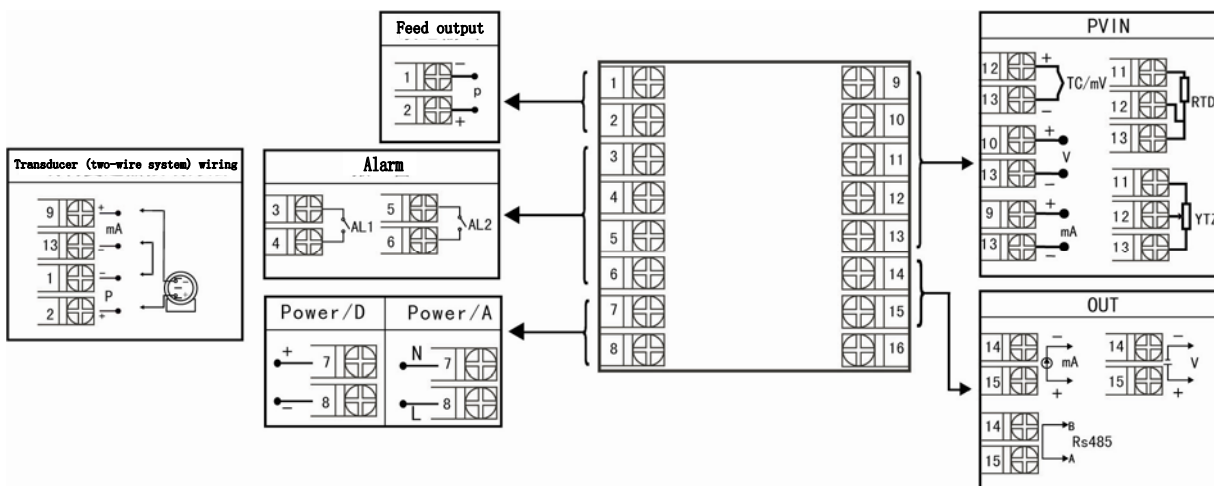 Feed output
1 − p
2 +
Transducer (two-wire system) wiring
9 + mA
13 −
1 − P
2 +
Alarm
3 AL1 5 AL2
4 6
Power/D Power/A
+ 7 N 7
− 8 L 8
1 9
2 10
3 11
4 12
5 13
6 14
7 15
8 16
PVIN
12 + TC/mV 11 RTD
13 − 12
10 + V 13
13 − 11
9 + mA 12 YTZ
13 − 13
OUT
14 − mA 14 − V
15 + 15 +
14 B Rs485
15 A